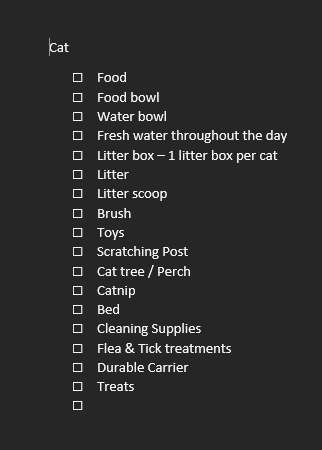 Cat
☐ Food
☐ Food bowl
☐ Water bowl
☐ Fresh water throughout the day
☐ Litter box – 1 litter box per cat
☐ Litter
☐ Litter scoop
☐ Brush
☐ Toys
☐ Scratching Post
☐ Cat tree / Perch
☐ Catnip
☐ Bed
☐ Cleaning Supplies
☐ Flea & Tick treatments
☐ Durable Carrier
☐ Treats
☐